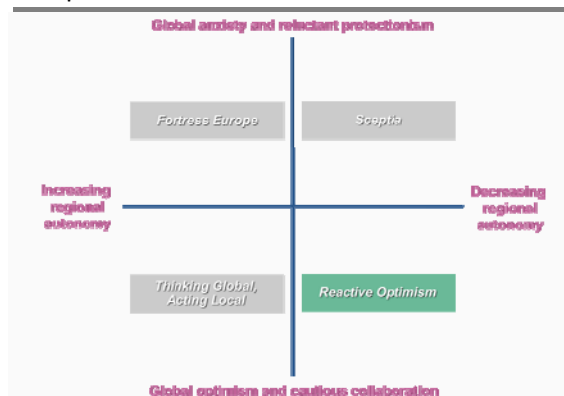 Global anxiety and reluctant protectionism
Fortress Europe
Sceptia
Increasing
regional
autonomy
Decreasing
regional
autonomy
Thinking Global,
Acting Local
Reactive Optimism
Global optimism and cautious collaboration